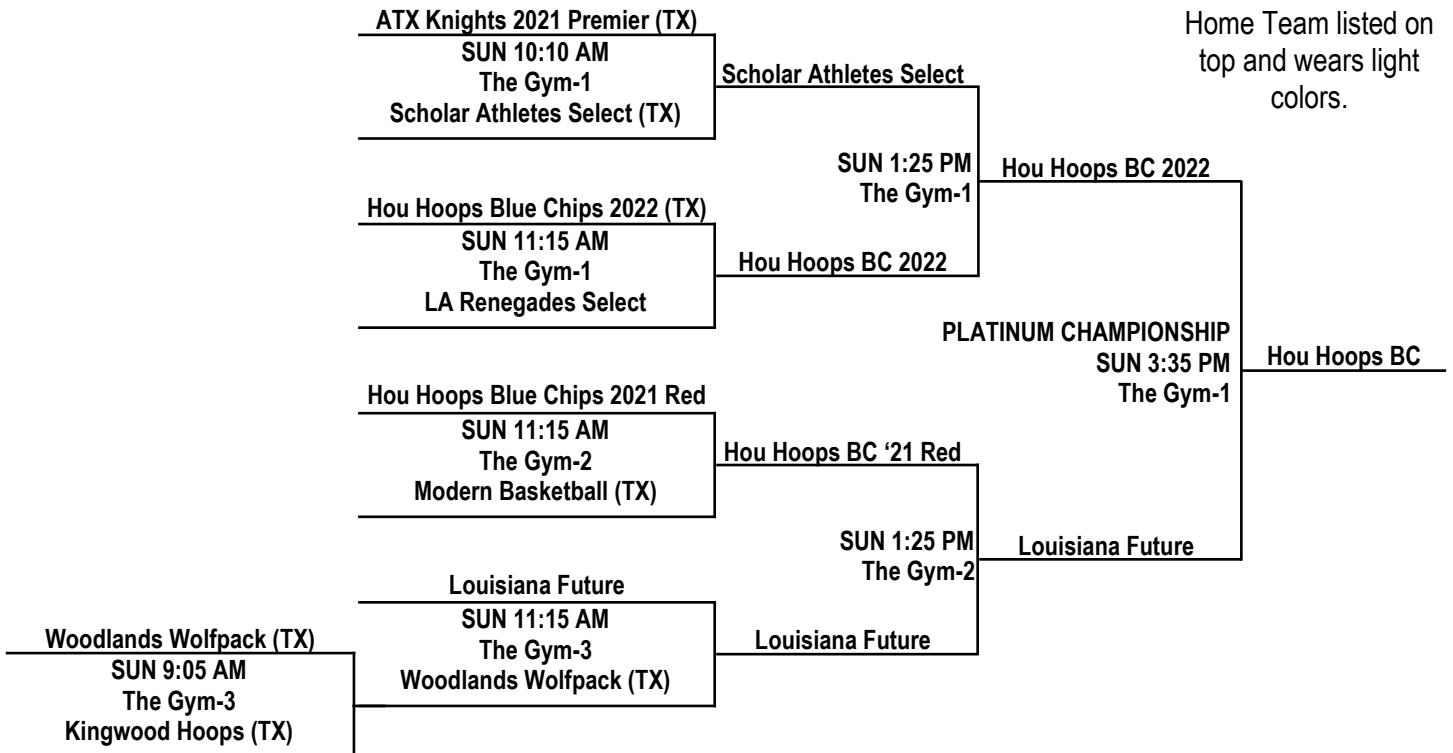 ATX Knights 2021 Premier (TX)
SUN 10:10 AM
The Gym-1
Scholar Athletes Select (TX)
Scholar Athletes Select
Home Team listed on
top and wears light
colors.
SUN 1:25 PM
The Gym-1
Hou Hoops BC 2022
Hou Hoops Blue Chips 2022 (TX)
SUN 11:15 AM
The Gym-1
LA Renegades Select
Hou Hoops BC 2022
PLATINUM CHAMPIONSHIP
SUN 3:35 PM
The Gym-1
Hou Hoops BC
Hou Hoops Blue Chips 2021 Red
SUN 11:15 AM
The Gym-2
Modern Basketball (TX)
Hou Hoops BC ‘21 Red
SUN 1:25 PM
The Gym-2
Louisiana Future
Louisiana Future
SUN 11:15 AM
The Gym-3
Woodlands Wolfpack (TX)
Louisiana Future
Woodlands Wolfpack (TX)
SUN 9:05 AM
The Gym-3
Kingwood Hoops (TX)